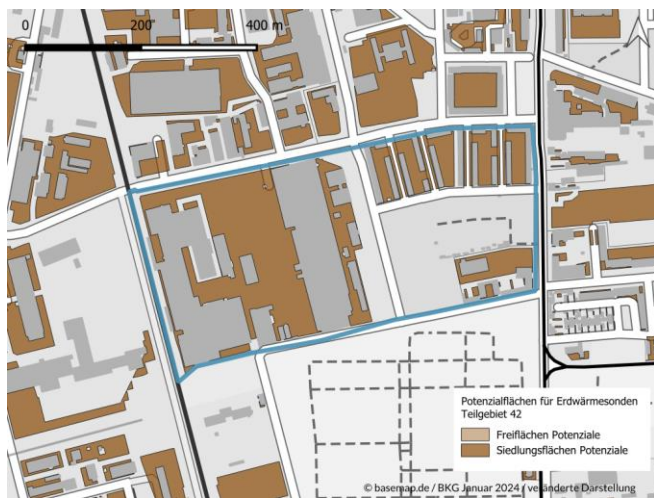 0 200 400 m
Potenzialflächen für Erdwärmesonden
Teilgebiet 42
Freiflächen Potenziale
Siedlungsflächen Potenziale
© basemap.de / BKG Januar 2024 / veränderte Darstellung